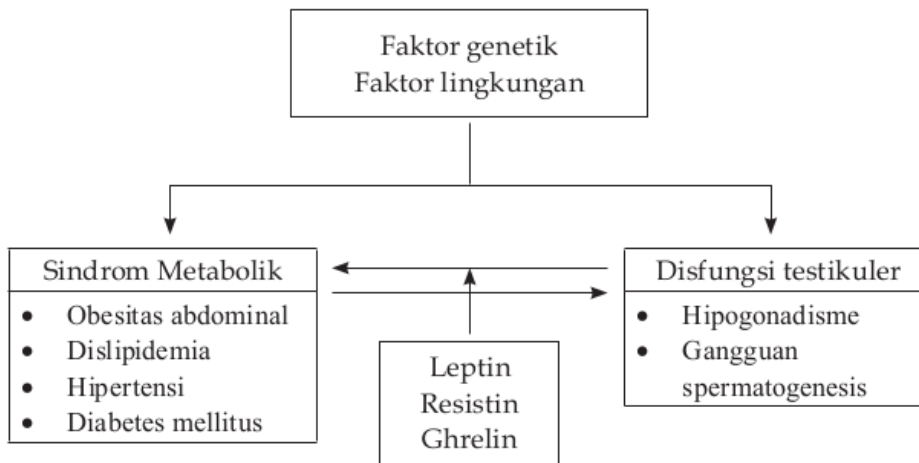 Faktor genetik
Faktor lingkungan
Sindrom Metabolik
• Obesitas abdominal
• Dislipidemia
• Hipertensi
• Diabetes mellitus
Leptin
Resistin
Ghrelin
Disfungsi testikuler
• Hipogonadisme
• Gangguan
spermatogenesis